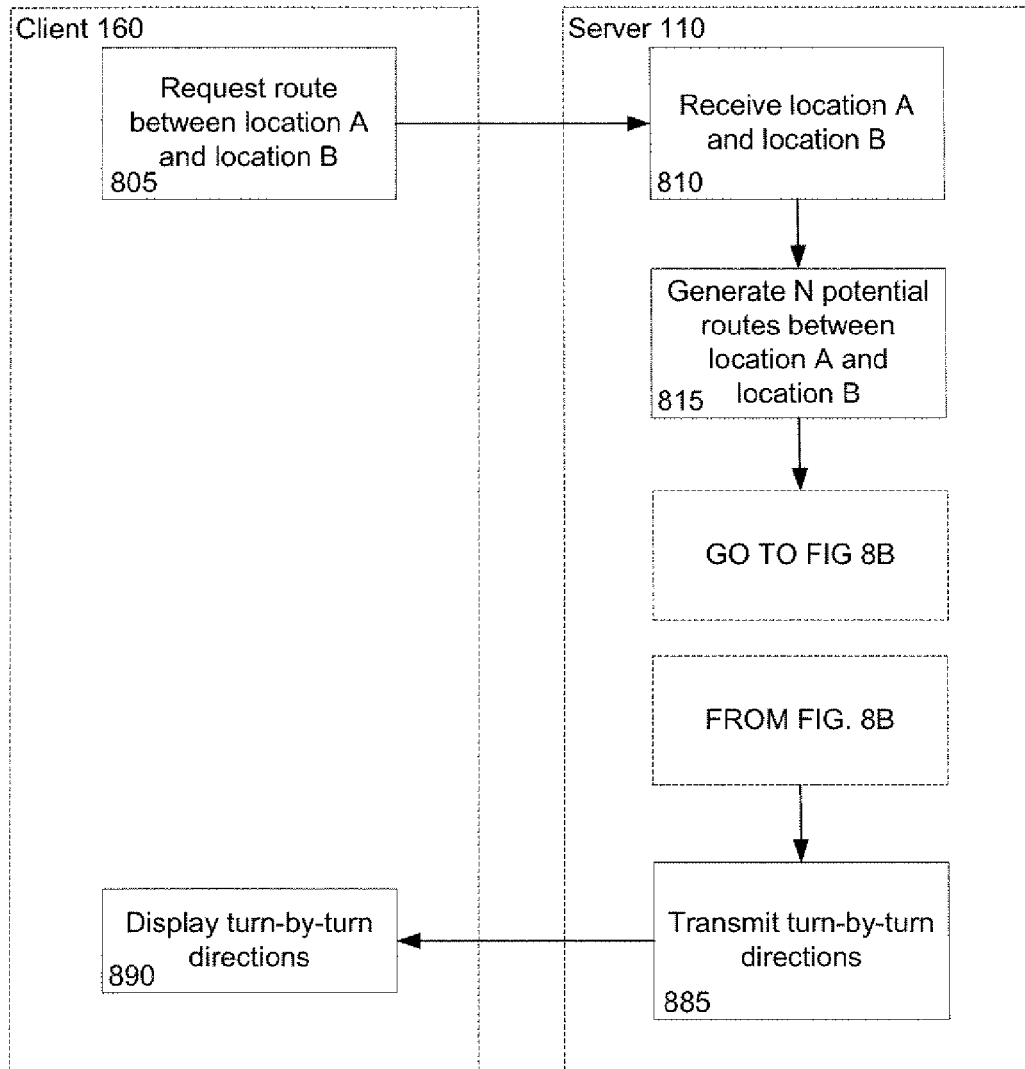 Client 160
Server 110
Request route
between location A
and location B
805
Receive location A
and location B
810
Generate N potential
routes between
location A and
location B
815
GO TO FIG 8B
FROM FIG. 8B
Display turn-by-turn
directions
890
Transmit turn-by-turn
directions
885